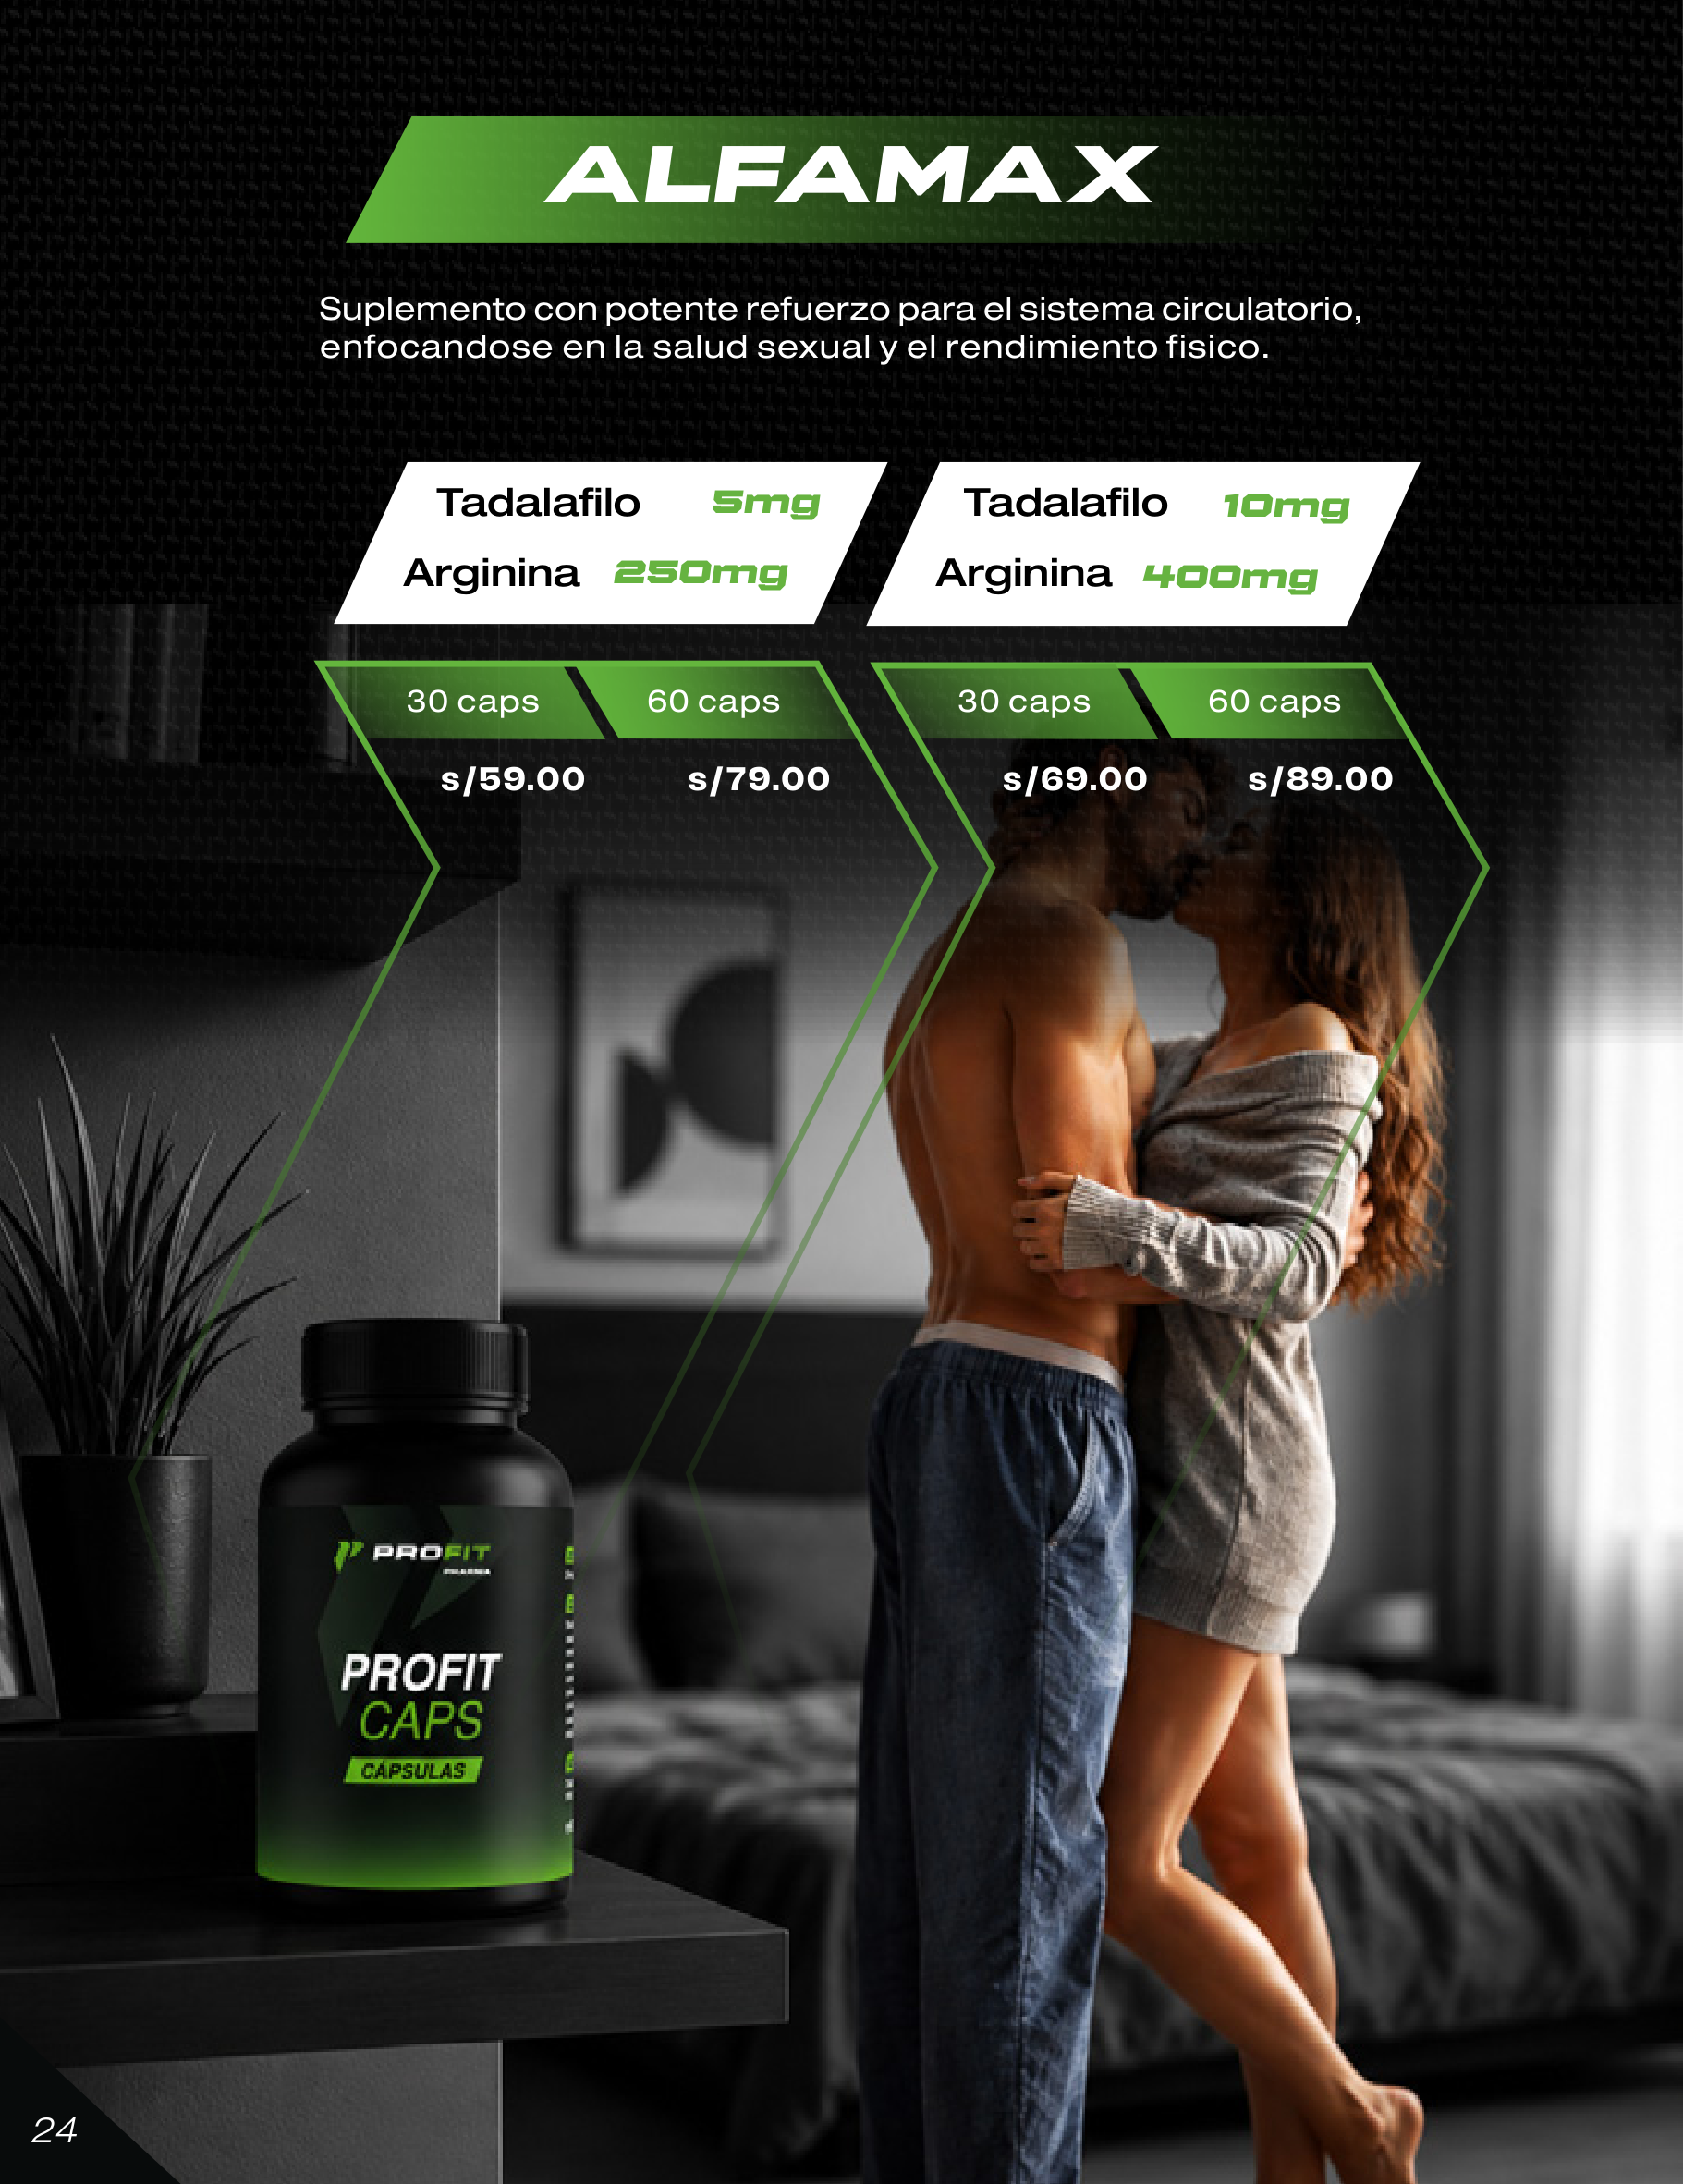 ALFAMAX
Suplemento con potente refuerzo para el sistema circulatorio,
enfocandose en la salud sexual y el rendimiento fisico.
Tadalafilo 5mg
Arginina 250mg
Tadalafilo 10mg
Arginina 400mg
30 caps 60 caps
s/59.00 s/79.00
30 caps 60 caps
s/69.00 s/89.00
PROFIT
PHARMA
PROFIT
CAPS
CÁPSULAS
24